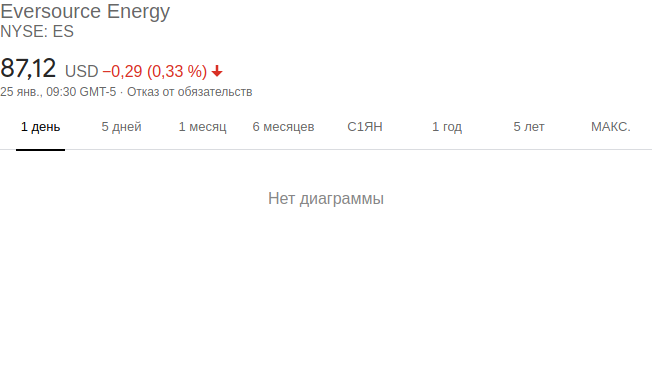 Eversource Energy
NYSE: ES
87,12 USD −0,29 (0,33 %)
25 янв., 09:30 GMT-5 · Отказ от обязательств
1 день 5 дней 1 месяц 6 месяцев С1ЯН 1 год 5 лет МАКС.
Нет диаграммы